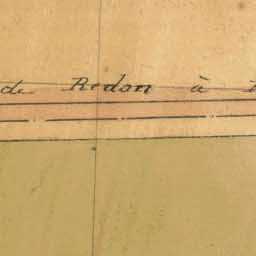 de Redon à